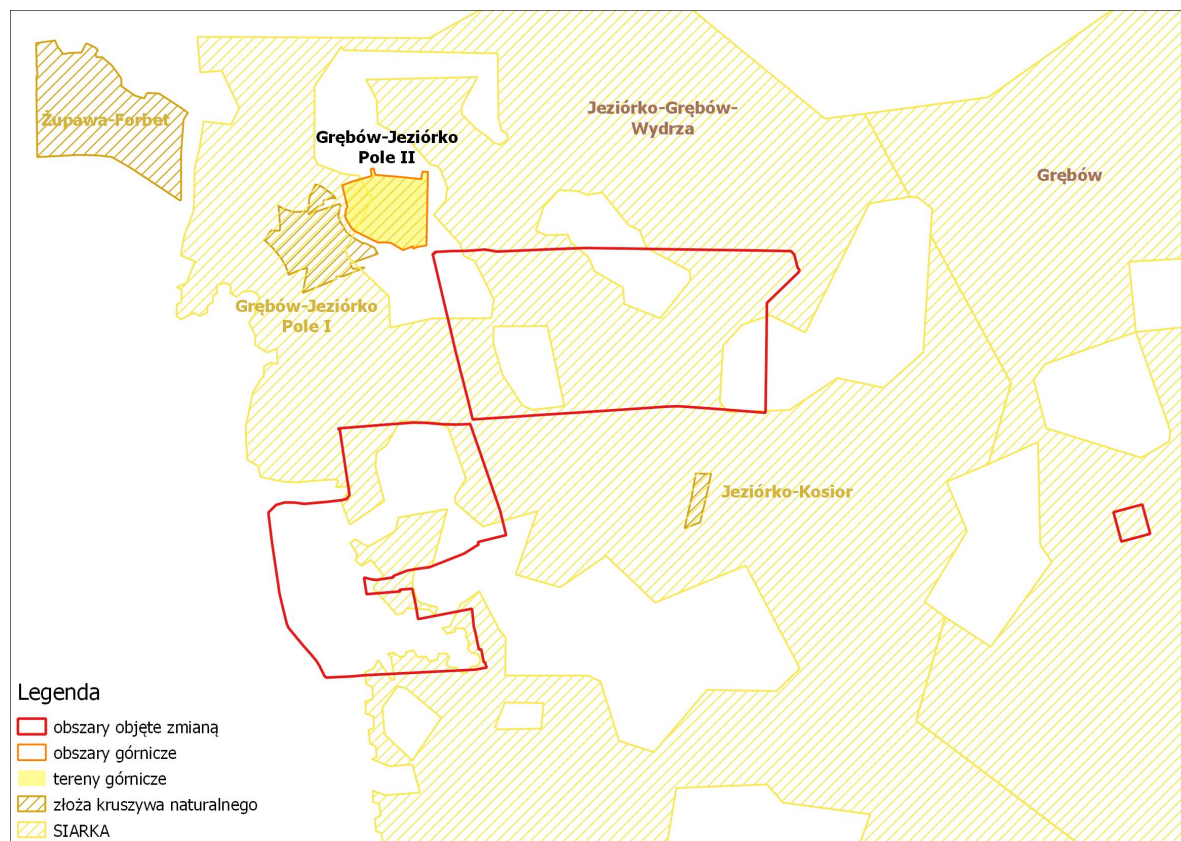 Żupawa-Forbet
Grębów-Jeziórko
Pole II
Jeziórko-Grębów-
Wydrza
Grębów
Grębów-Jeziórko
Pole I
Jeziórko-Kosior
Legenda
obszary objęte zmianą
obszary górnicze
tereny górnicze
złoża kruszywa naturalnego
SIARKA